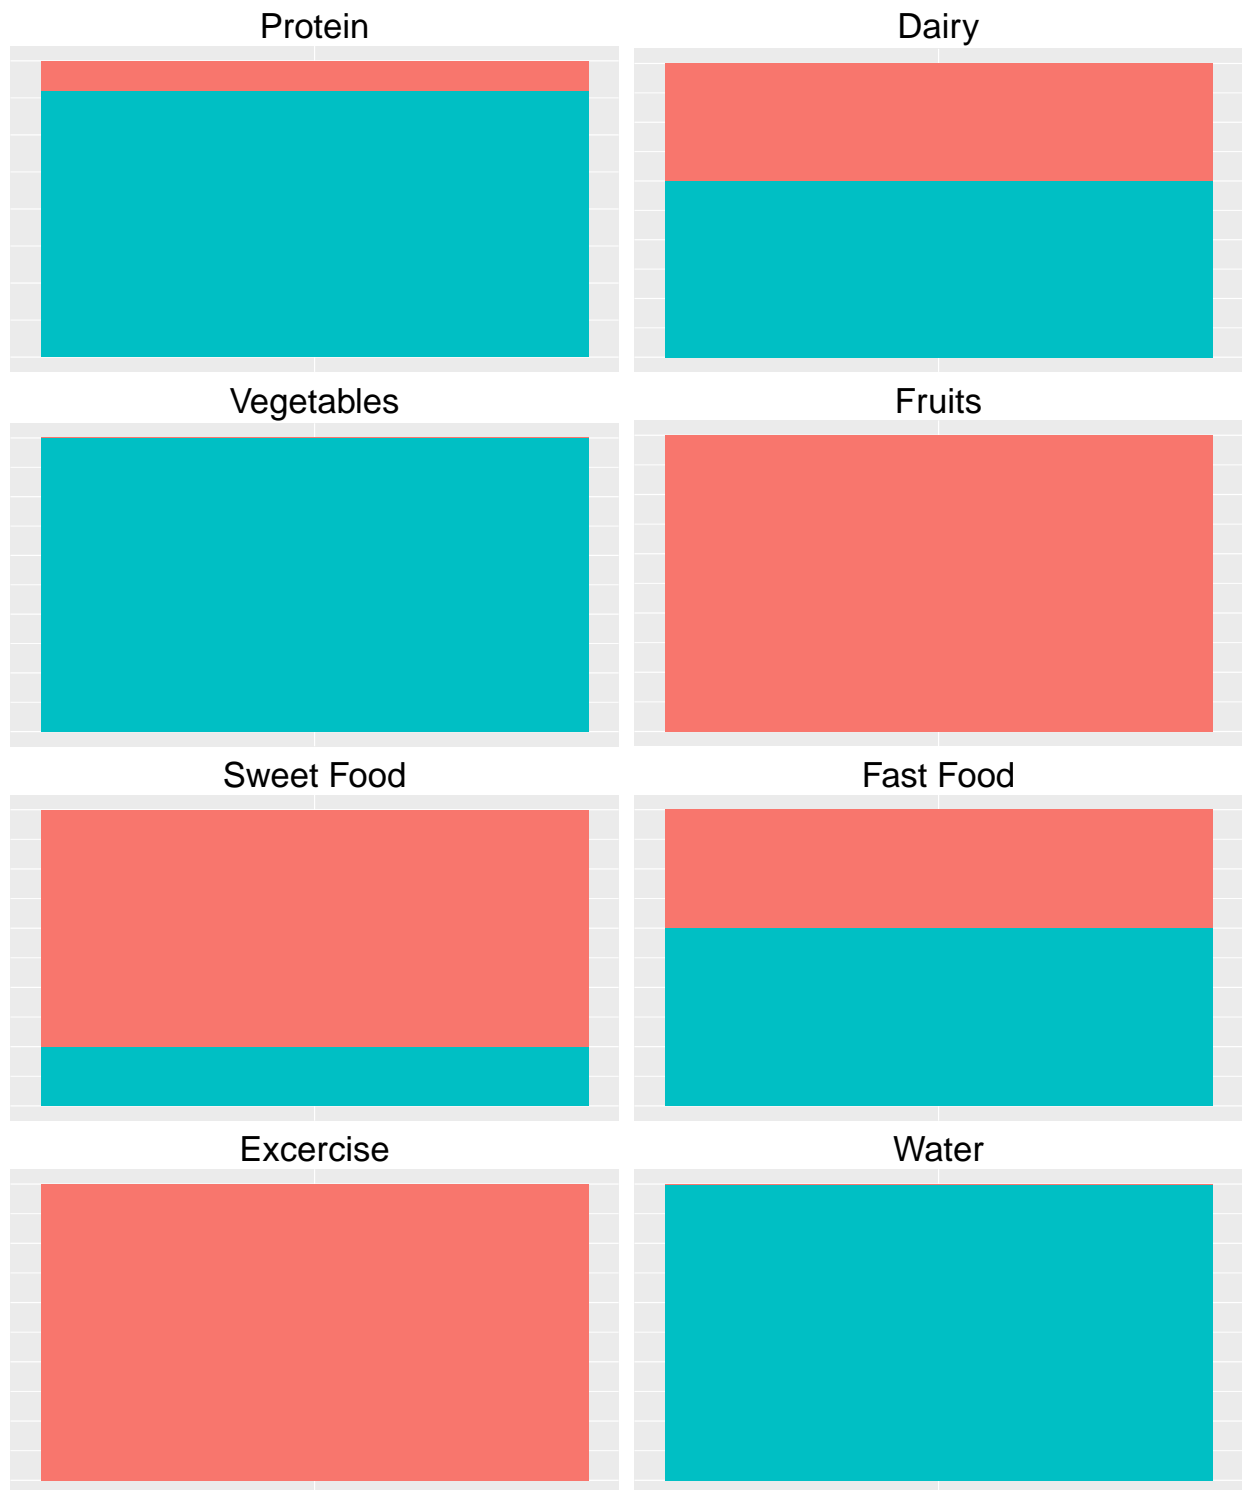 Protein
Dairy
Vegetables
Fruits
Sweet Food
Fast Food
Excercise
Water